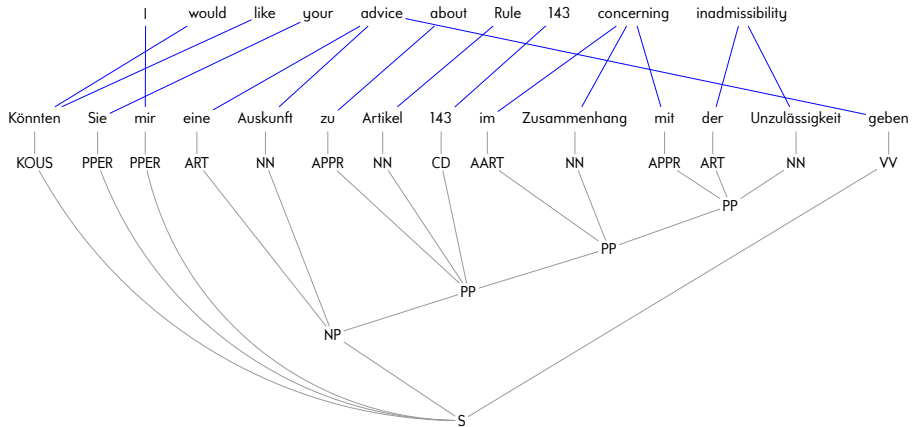 I would like your advice about Rule 143 concerning inadmissibility
Könnten Sie mir eine Auskunft zu Artikel 143 im Zusammenhang mit der Unzulässigkeit geben
KOUS PPER PPER ART NN APPR NN CD AART NN APPR ART NN VV
PP
PP
PP
NP
S